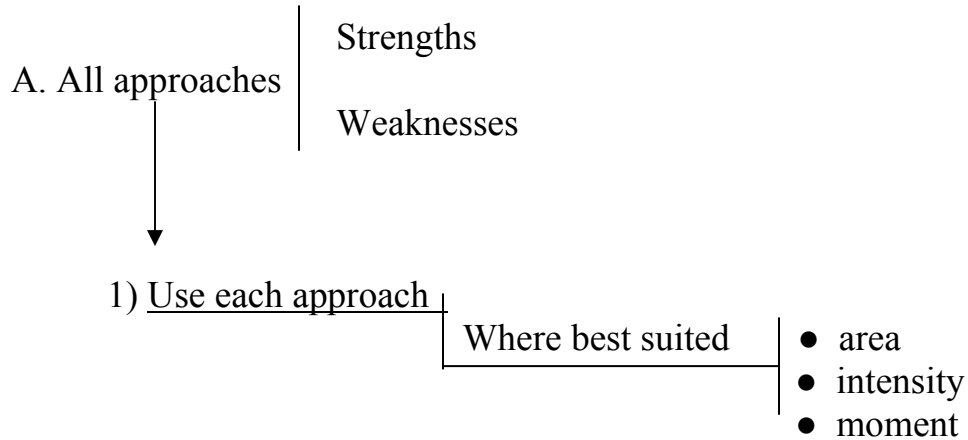 Strengths
A. All approaches
Weaknesses
1) Use each approach
Where best suited
● area
● intensity
● moment